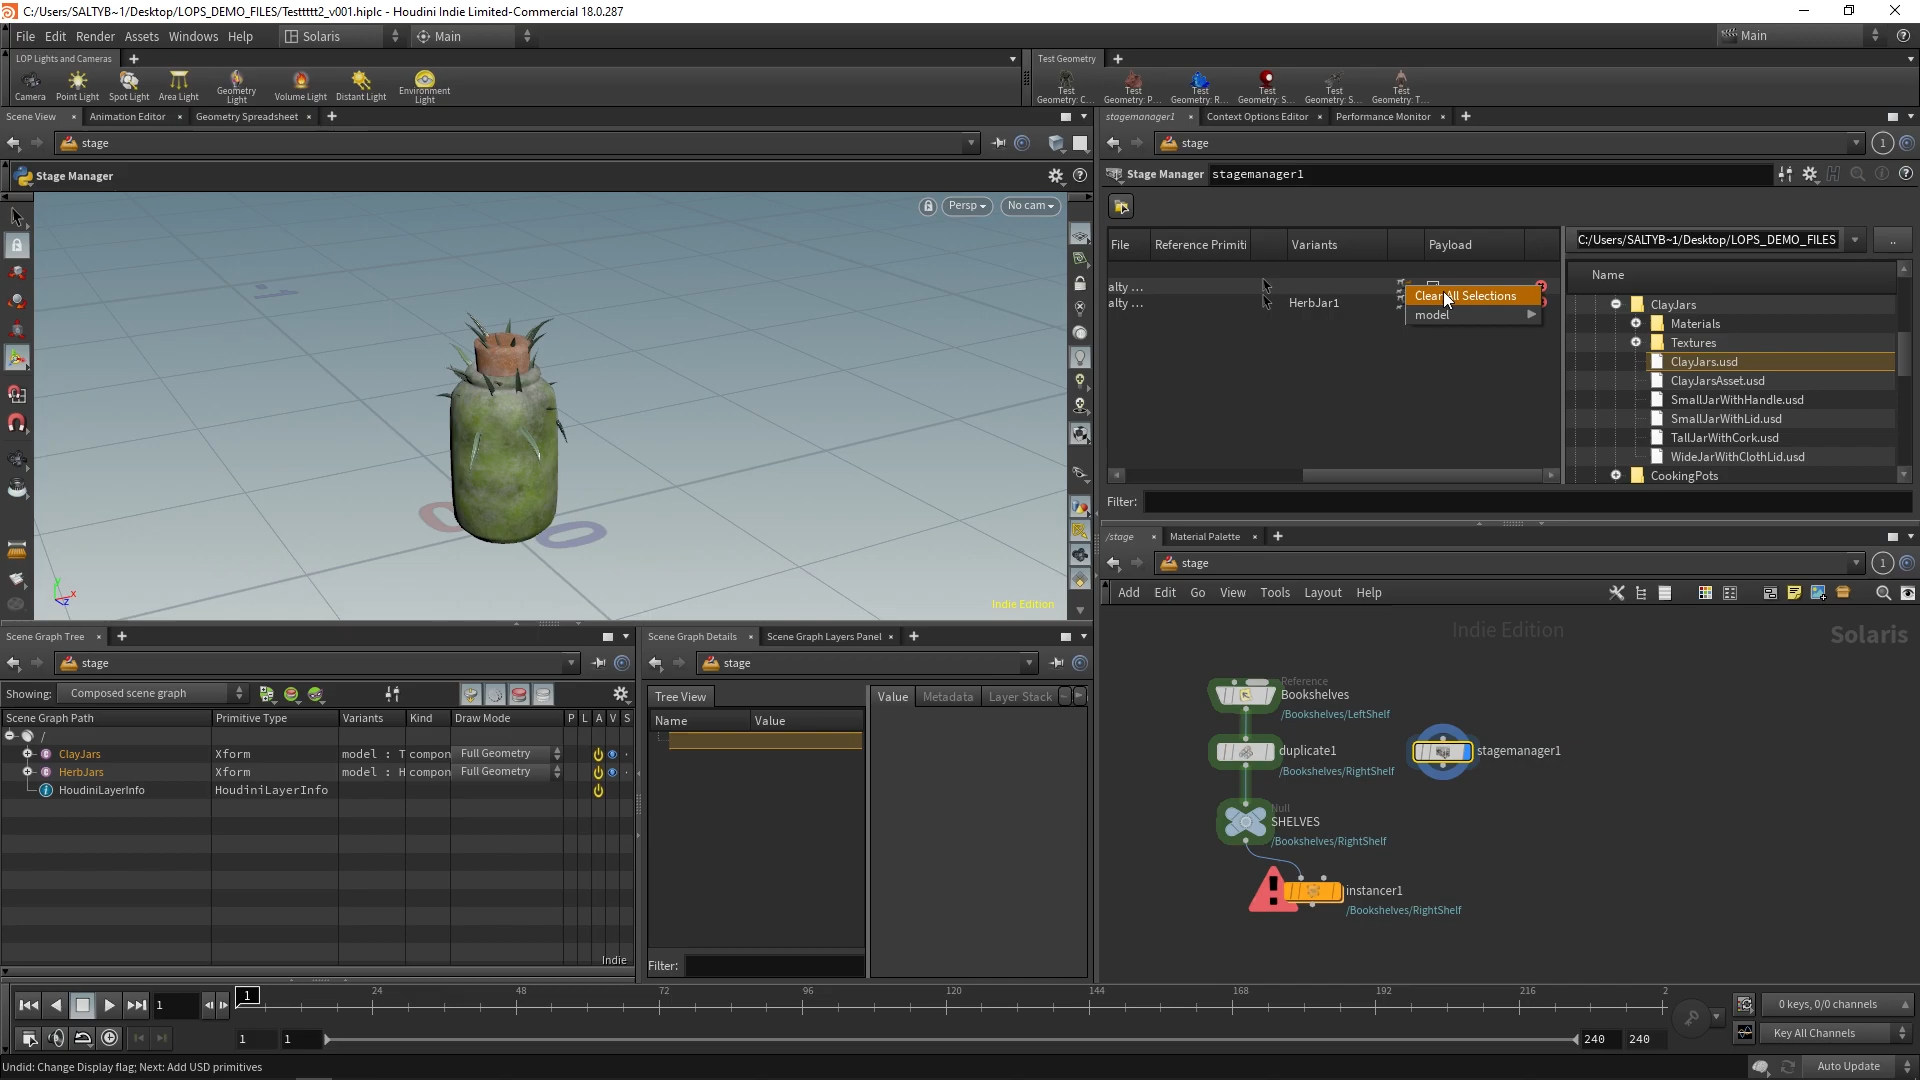 C:/Users/SALTYB~1/Desktop/LOPS_DEMO_FILES/Testtttt2_v001.hiplc - Houdini Indie Limited-Commercial 18.0.287
File Edit Render Assets Windows Help Solaris Main Main
LOP Lights and Cameras Test Geometry
Camera Point Light Spot Light Area Light Geometry Light Volume Light Distant Light Environment Light
Test Geometry: C... Test Geometry: P... Test Geometry: R... Test Geometry: S... Test Geometry: S... Test Geometry: T...
Scene View Animation Editor Geometry Spreadsheet stagemanager1 Context Options Editor Performance Monitor
stage stage 1
Stage Manager Stage Manager stagemanager1
Persp No cam
File Reference Primiti Variants Payload C:/Users/SALTYB~1/Desktop/LOPS_DEMO_FILES ..
Name
alty ...
alty ... HerbJar1
Clear All Selections
model
ClayJars
Materials
Textures
ClayJars.usd
ClayJarsAsset.usd
SmallJarWithHandle.usd
SmallJarWithLid.usd
TallJarWithCork.usd
WideJarWithClothLid.usd
CookingPots
Filter:
Indie Edition
/stage Material Palette
stage 1
Add Edit Go View Tools Layout Help
Indie Edition Solaris
Reference
Bookshelves
/Bookshelves/LeftShelf
duplicate1
/Bookshelves/RightShelf
stagemanager1
Null
SHELVES
/Bookshelves/RightShelf
instancer1
/Bookshelves/RightShelf
Scene Graph Tree Scene Graph Details Scene Graph Layers Panel
stage stage
Showing: Composed scene graph Tree View Value Metadata Layer Stack
Scene Graph Path Primitive Type Variants Kind Draw Mode P L A V S
Name Value
/
ClayJars Xform model : T compon Full Geometry
HerbJars Xform model : H compon Full Geometry
HoudiniLayerInfo HoudiniLayerInfo
Indie
Filter:
1 1 24 48 72 96 120 144 168 192 216 2
0 keys, 0/0 channels
1 1 240 240 Key All Channels
Undid: Change Display flag; Next: Add USD primitives Auto Update